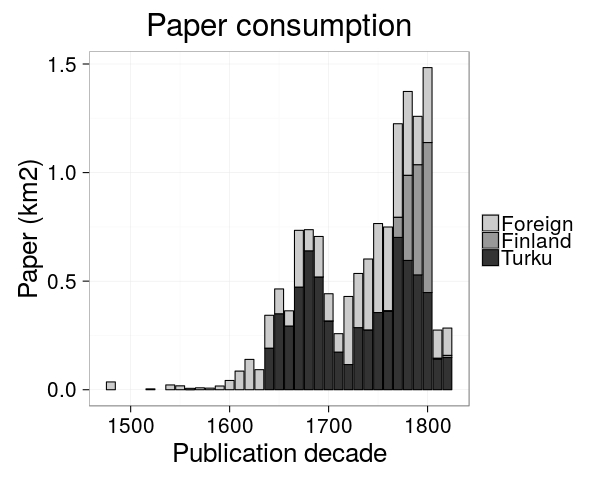 Paper consumption
1.5
1.0
0.5
0.0
Paper (km2)
1500 1600 1700 1800
Publication decade
Foreign
Finland
Turku